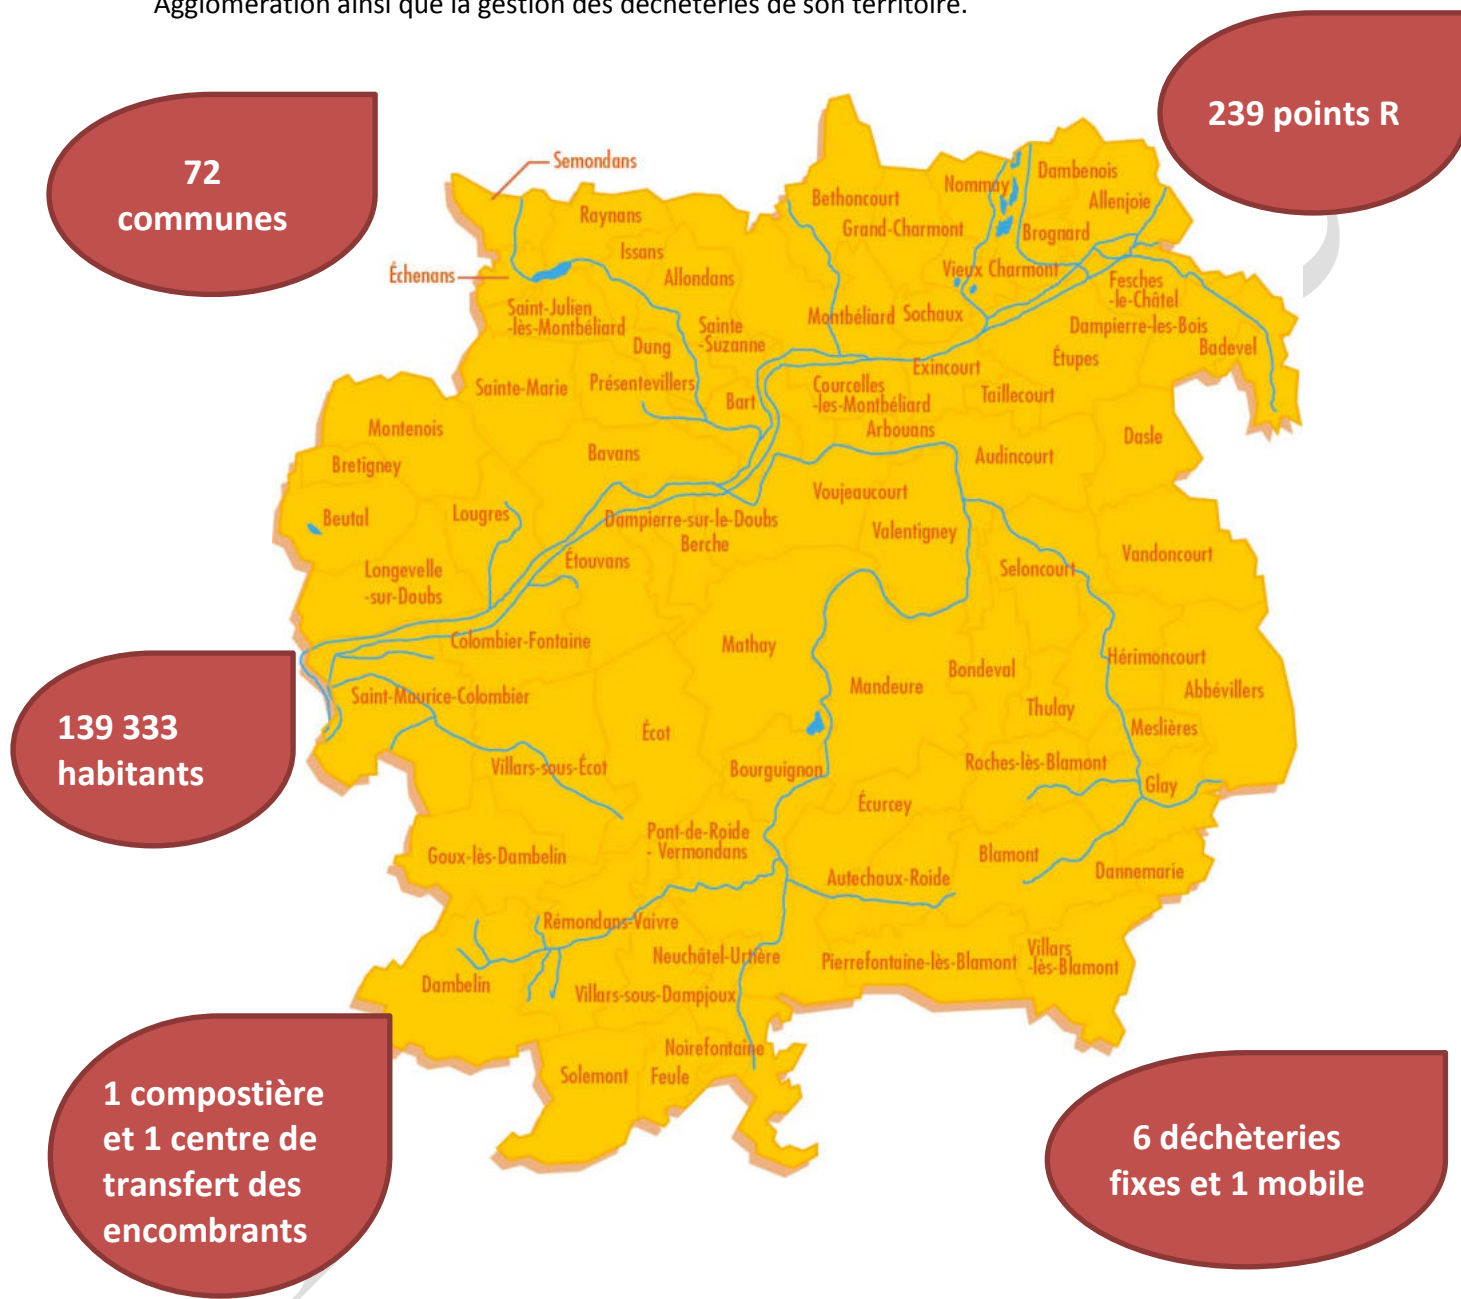 Agglomération ainsi que la gestion des déchèteries de son territoire.
239 points R
72
communes
Semondans
Raynans
Issans
Échenans
Allondans
Saint-Julien
-lès-Montbéliard
Sainte
-Suzanne
Dung
Sainte-Marie
Présentevillers
Bart
Bethoncourt
Grand-Charmont
Nommay
Dambenois
Allenjoie
Brognard
Vieux Charmont
Fesches
-le-Châtel
Montbéliard
Sochaux
Dampierre-les-Bois
Badevel
Étupes
Exincourt
Courcelles
-les-Montbéliard
Taillecourt
Arbouans
Audincourt
Dasle
Montenois
Bretigney
Bavans
Beutal
Lougres
Voujeaucourt
Dampierre-sur-le-Doubs
Berche
Valentigney
Vandoncourt
Étouvans
Seloncourt
Longevelle
-sur-Doubs
Colombier-Fontaine
Mathay
Hérimoncourt
Bondeval
Abbévillers
Mandeure
Saint-Maurice-Colombier
Thulay
Meslières
Écot
139 333
habitants
Villars-sous-Écot
Bourguignon
Roches-lès-Blamont
Glay
Écurcey
Pont-de-Roide
- Vermondans
Goux-lès-Dambelin
Blamont
Dannemarie
Autechaux-Roide
Rémondans-Vaivre
Neuchâtel-Urtière
Pierrefontaine-lès-Blamont
Villars
-lès-Blamont
Dambelin
Villars-sous-Dampjoux
Noirefontaine
Solemont
Feule
1 compostière
et 1 centre de
transfert des
encombrants
6 déchèteries
fixes et 1 mobile